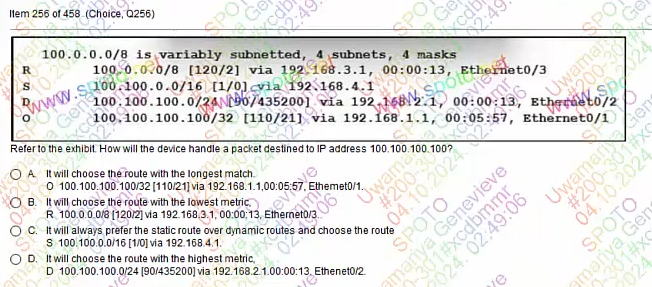 Item 256 of 458 (Choice, Q256)
100.0.0.0/8 is variably subnetted, 4 subnets, 4 masks
R 100.0.0.0/8 [120/2] via 192.168.3.1, 00:00:13, Ethernet0/3
S 100.100.0.0/16 [1/0] via 192.168.4.1
D 100.100.100.0/24 [90/435200] via 192.168.2.1, 00:00:13, Ethernet0/2
O 100.100.100.100/32 [110/21] via 192.168.1.1, 00:05:57, Ethernet0/1
Refer to the exhibit. How will the device handle a packet destined to IP address 100.100.100.100?
A. It will choose the route with the longest match.
O 100.100.100.100/32 [110/21] via 192.168.1.1,00:05:57, Ethemet0/1.
B. It will choose the route with the lowest metric,
R. 100.0.0.0/8 [120/2] via 192.168.3.1, 00:00:13, Ethernet0/3.
C. It will always prefer the static route over dynamic routes and choose the route
S 100.100.0.0/16 [1/0] via 192.168.4.1.
D. It will choose the route with the highest metric,
D 100.100.100.0/24 [90/435200] via 192.168.2.1.00:00:13, Ethenet0/2.